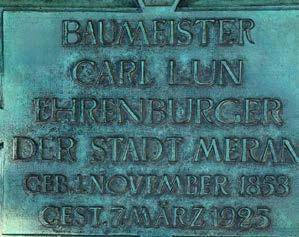 BAUMEISTER
CARL LUN
EHRENBURGER
DER STADT MERAN
GEB. 1. NOVEMBER 1853
GEST. 7. MÄRZ 1925